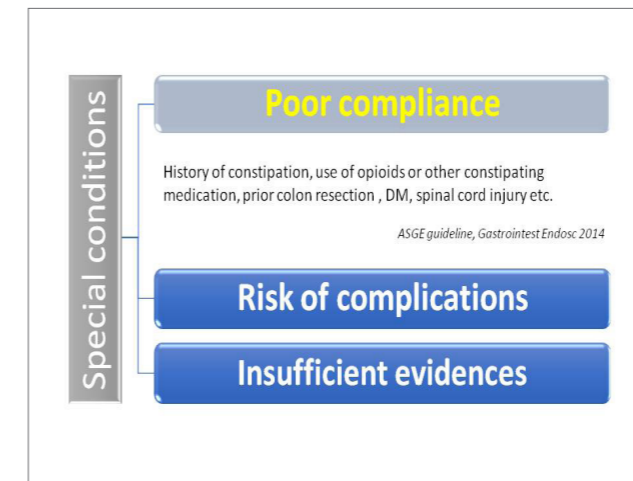 Special conditions
Poor compliance
History of constipation, use of opioids or other constipating
medication, prior colon resection , DM, spinal cord injury etc.
ASGE guideline, Gastrointest Endosc 2014
Risk of complications
Insufficient evidences